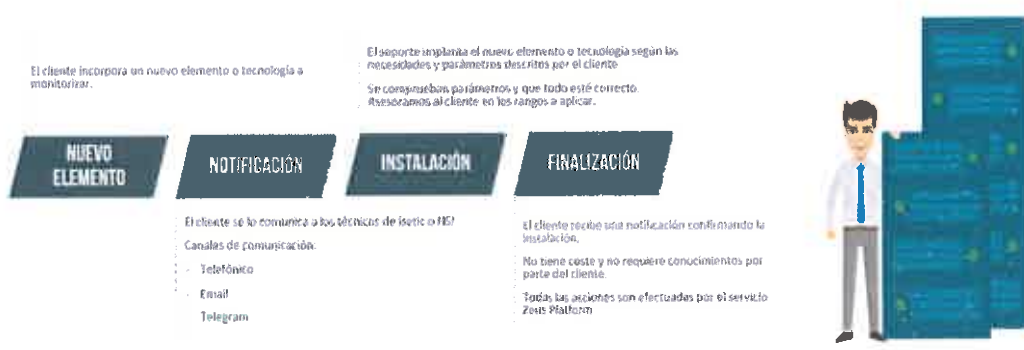 El cliente incorpora un nuevo elemento o tecnología a
monitorizar.
El soporte implanta el nuevo elemento o tecnología según las
necesidades y parámetros descritos por el cliente
Se comprueban parámetros y que todo esté correcto.
Asesoramos al cliente en los rangos a aplicar.
NUEVO
ELEMENTO
NOTIFICACIÓN
INSTALACIÓN
FINALIZACIÓN
El cliente se lo comunica a los técnicos de isetic o
Canales de comunicación:
- Telefónico
- Email
Telegram
El cliente recibe una notificación confirmando la
instalación.
No tiene coste y no requiere conocimientos por
parte del cliente.
Todas las acciones son efectuadas por el servicio
Zeus Platform